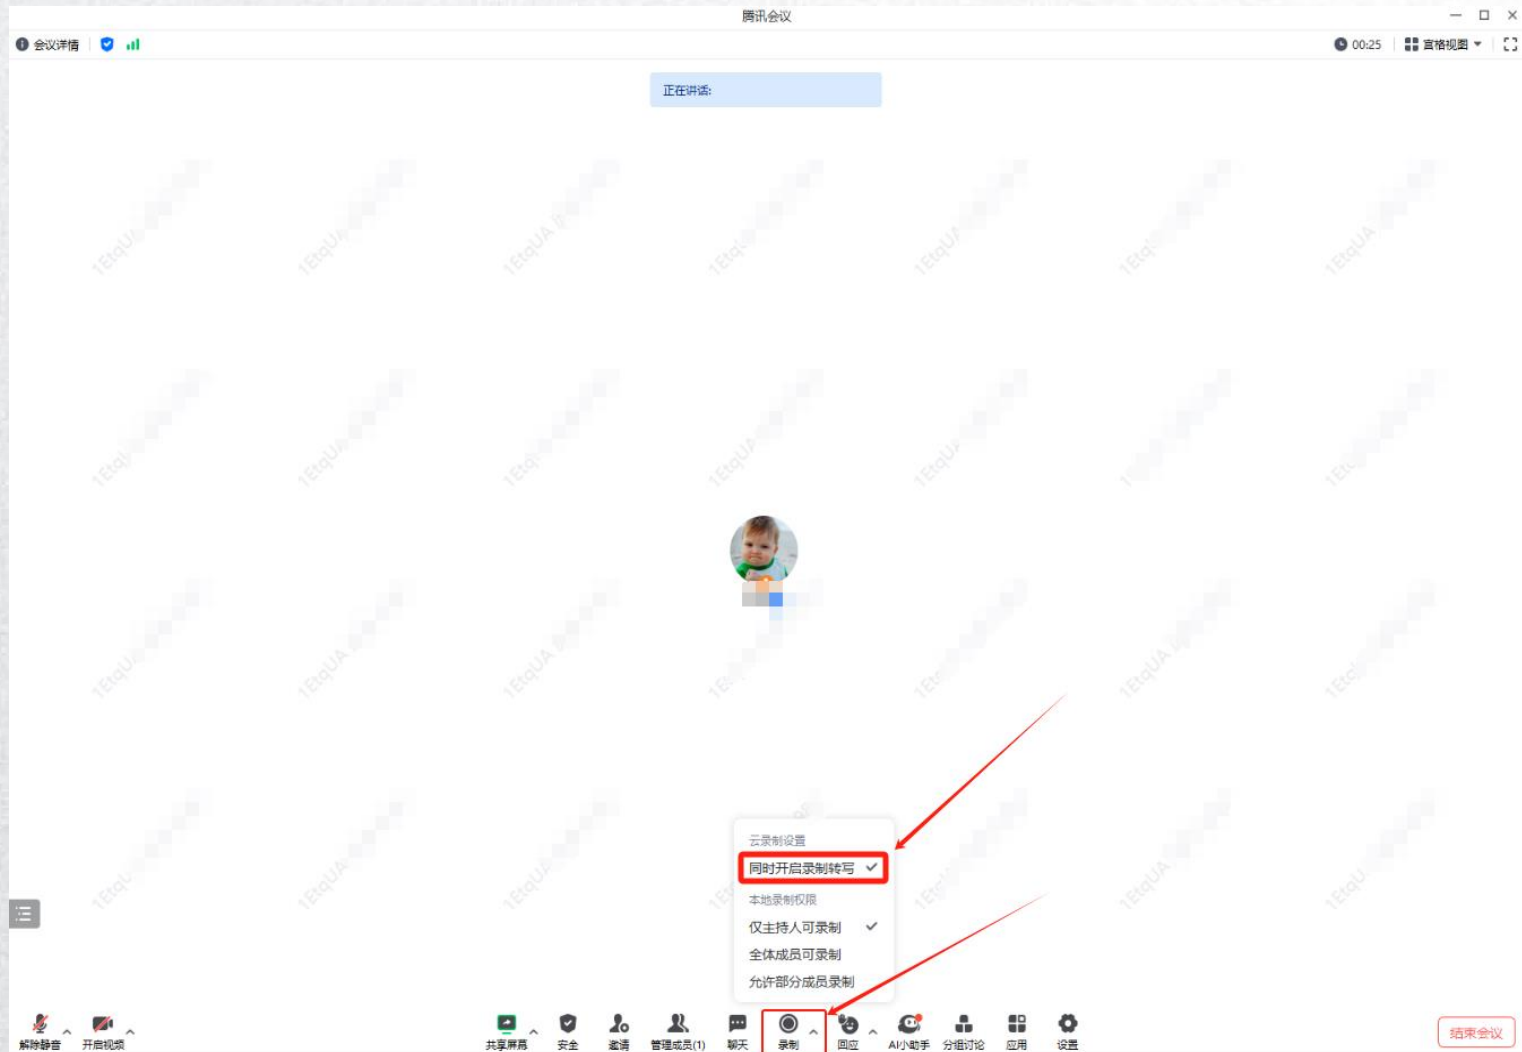 腾讯会议
会议详情
00:25
宫格视图
正在讲话:
云录制设置
同时开启录制转写
本地录制权限
仅主持人可录制
全体成员可录制
允许部分成员录制
解除静音
开启视频
共享屏幕
安全
邀请
管理成员(1)
聊天
录制
回应
AI小助手
分组讨论
应用
设置
结束会议